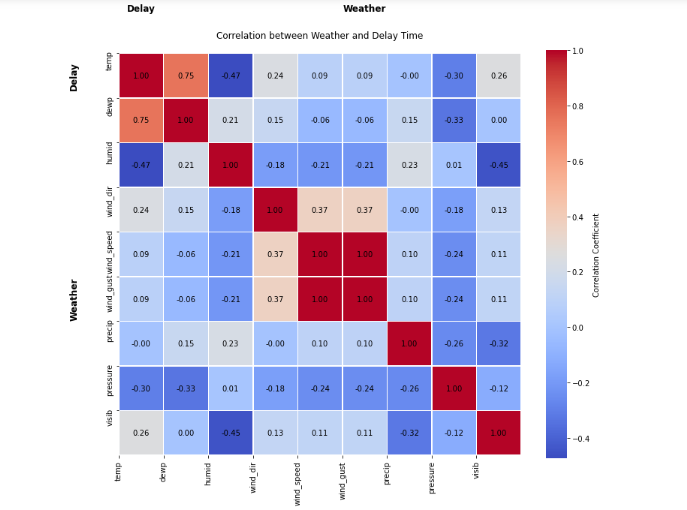 Delay Weather
Correlation between Weather and Delay Time
Delay
Weather
temp 1.00 0.75 -0.47 0.24 0.09 0.09 -0.00 -0.30 0.26
dewp 0.75 1.00 0.21 0.15 -0.06 -0.06 0.15 -0.33 0.00
humid -0.47 0.21 1.00 -0.18 -0.21 -0.21 0.23 0.01 -0.45
wind_dir 0.24 0.15 -0.18 1.00 0.37 0.37 -0.00 -0.18 0.13
wind_speed 0.09 -0.06 -0.21 0.37 1.00 1.00 0.10 -0.24 0.11
wind_gust 0.09 -0.06 -0.21 0.37 1.00 1.00 0.10 -0.24 0.11
precip -0.00 0.15 0.23 -0.00 0.10 0.10 1.00 -0.26 -0.32
pressure -0.30 -0.33 0.01 -0.18 -0.24 -0.24 -0.26 1.00 -0.12
visib 0.26 0.00 -0.45 0.13 0.11 0.11 -0.32 -0.12 1.00
temp dewp humid wind_dir wind_speed wind_gust precip pressure visib
1.0
0.8
0.6
0.4
0.2
0.0
−0.2
−0.4
Correlation Coefficient